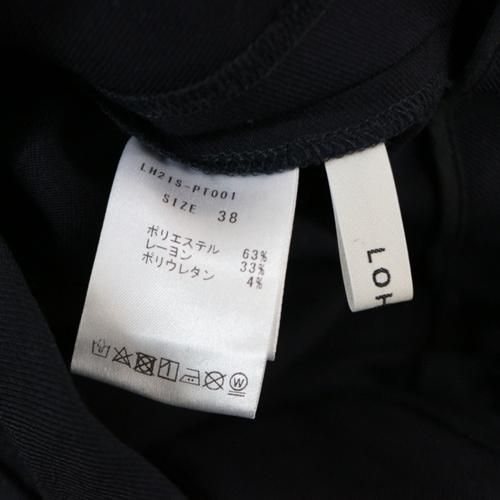 LH21S-PT001
SIZE 38
ポリエステル 63%
レーヨン 33%
ポリウレタン 4%
W
LOH